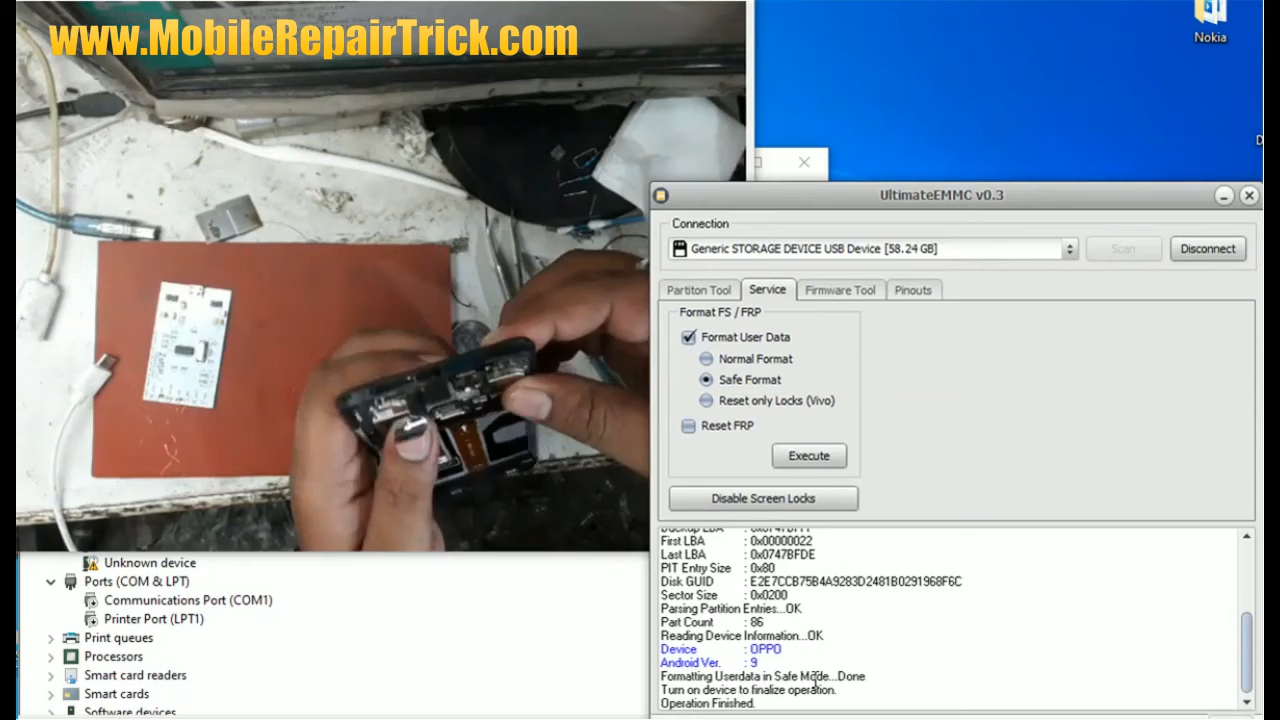 www.MobileRepairTrick.com
Nokia
UltimateEMMC v0.3
Connection
Generic STORAGE DEVICE USB Device [58.24 GB]
Scan
Disconnect
Partiton Tool
Service
Firmware Tool
Pinouts
Format FS / FRP
Format User Data
Normal Format
Safe Format
Reset only Locks (Vivo)
Reset FRP
Execute
Disable Screen Locks
First LBA : 0x00000022
Last LBA : 0x0747BFDE
PIT Entry Size : 0x80
Disk GUID : E2E7CCB75B4A9283D2481B0291968F6C
Sector Size : 0x0200
Parsing Partition Entries...OK
Part Count : 86
Reading Device Information...OK
Device : OPPO
Android Ver. : 9
Formatting Userdata in Safe Mode...Done
Turn on device to finalize operation.
Operation Finished.
Unknown device
Ports (COM & LPT)
Communications Port (COM1)
Printer Port (LPT1)
Print queues
Processors
Smart card readers
Smart cards
Software devices